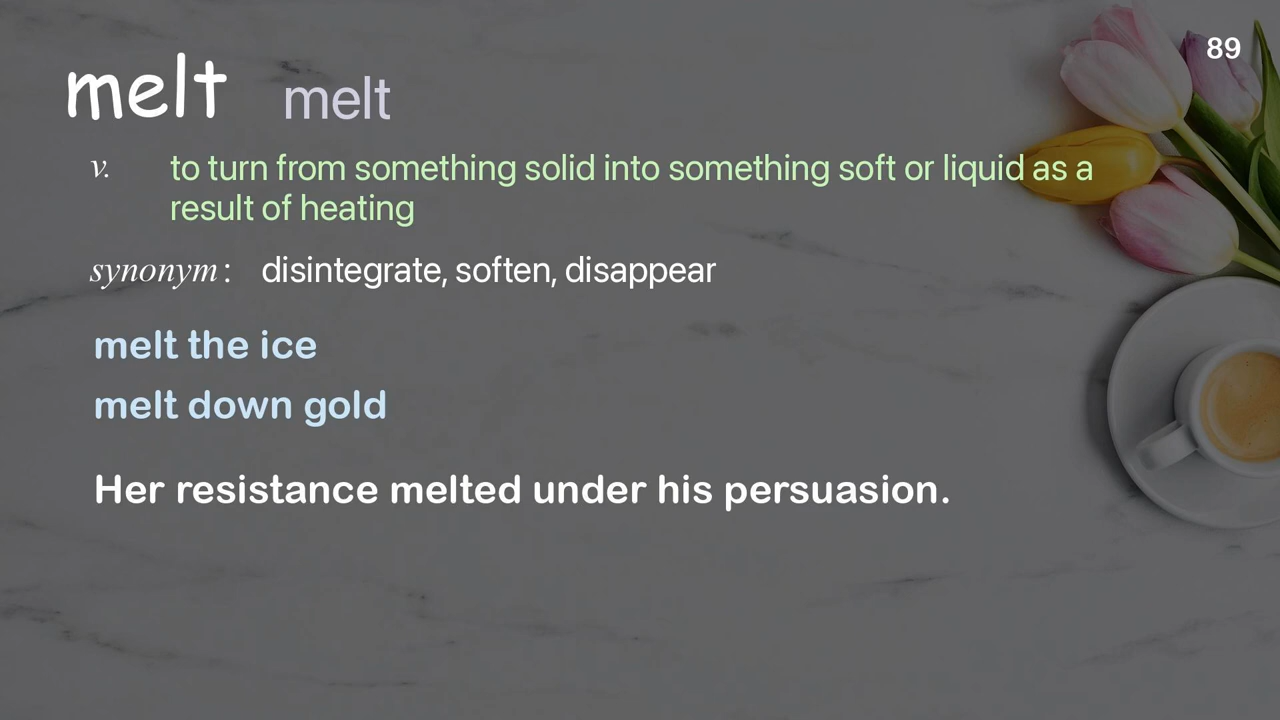 89
melt melt
v. to turn from something solid into something soft or liquid as a
result of heating
synonym : disintegrate, soften, disappear
melt the ice
melt down gold
Her resistance melted under his persuasion.